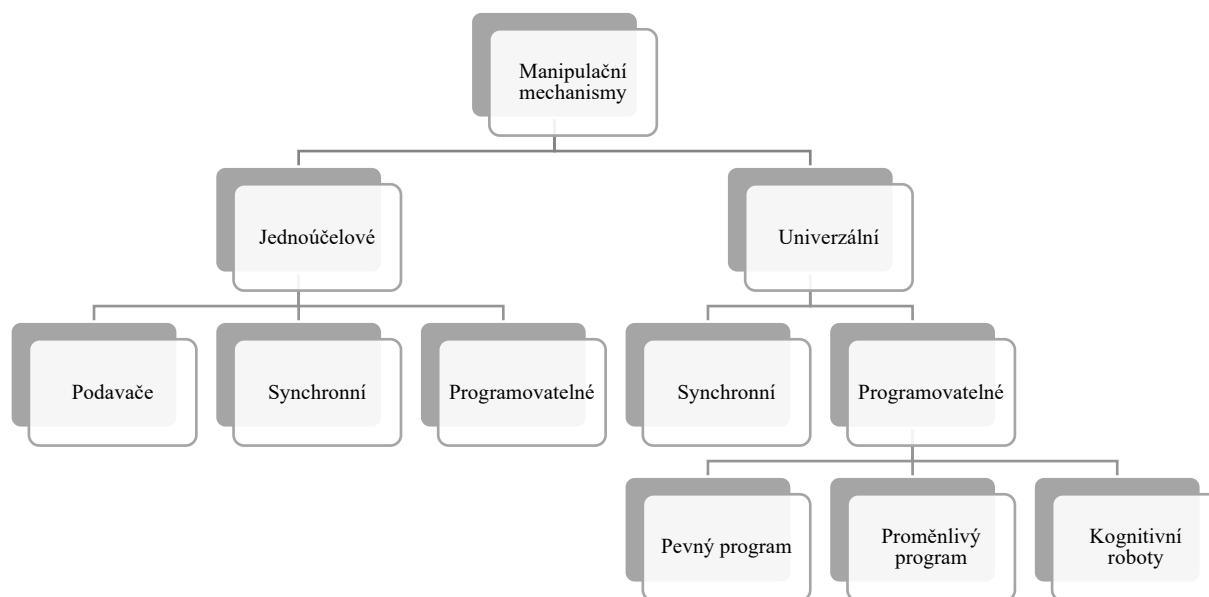 Manipulační
mechanismy
Jednoúčelové
Univerzální
Podavače
Synchronní
Programovatelné
Synchronní
Programovatelné
Pevný program
Proměnlivý
program
Kognitivní
roboty